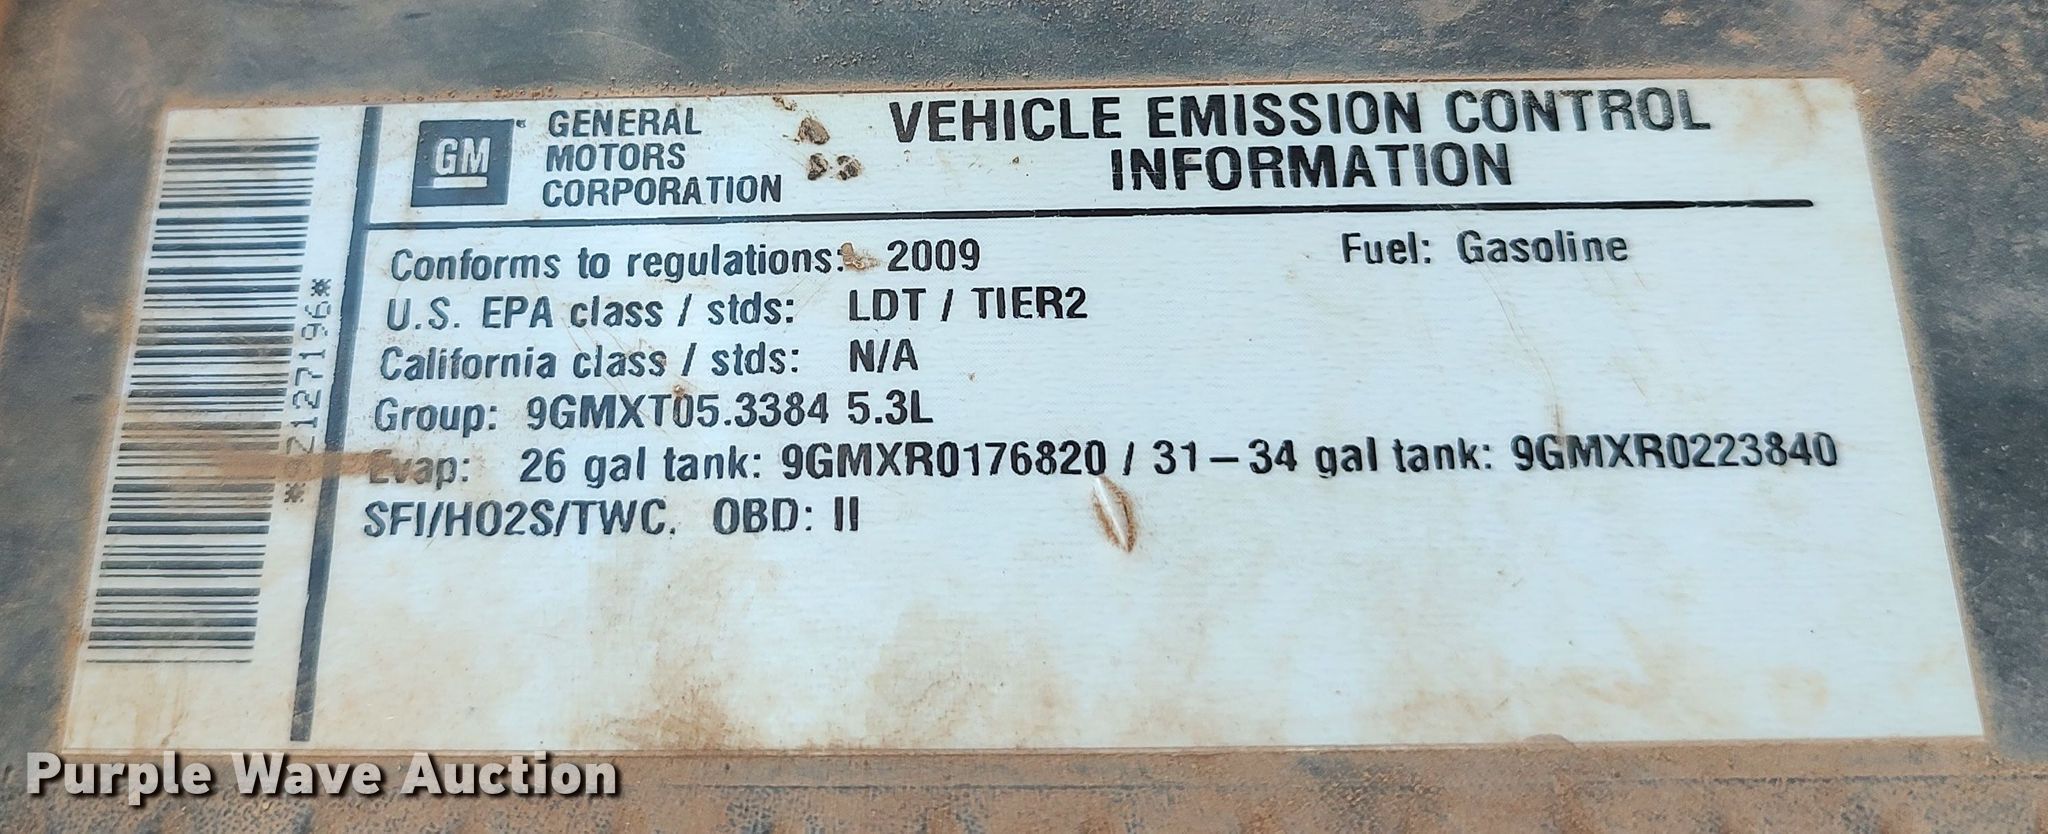 GM
GENERAL
MOTORS
CORPORATION
VEHICLE EMISSION CONTROL
INFORMATION
Conforms to regulations: 2009
Fuel: Gasoline
U.S. EPA class / stds: LDT / TIER2
California class / stds: N/A
Group: 9GMXT05.3384 5.3L
Evap: 26 gal tank: 9GMXR0176820 / 31–34 gal tank: 9GMXR0223840
SFI/HO2S/TWC. OBD: II
*921271196*
Purple Wave Auction